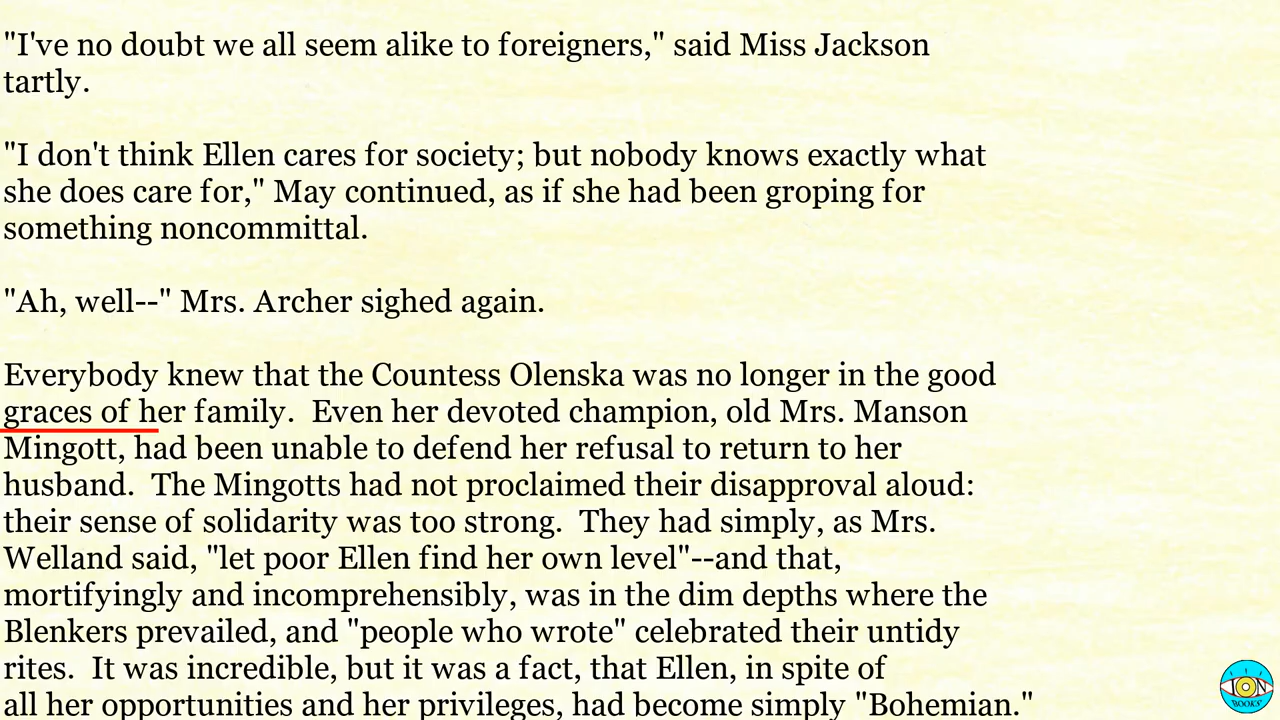 "I've no doubt we all seem alike to foreigners," said Miss Jackson
tartly.
"I don't think Ellen cares for society; but nobody knows exactly what
she does care for," May continued, as if she had been groping for
something noncommittal.
"Ah, well--" Mrs. Archer sighed again.
Everybody knew that the Countess Olenska was no longer in the good
graces of her family.  Even her devoted champion, old Mrs. Manson
Mingott, had been unable to defend her refusal to return to her
husband.  The Mingotts had not proclaimed their disapproval aloud:
their sense of solidarity was too strong.  They had simply, as Mrs.
Welland said, "let poor Ellen find her own level"--and that,
mortifyingly and incomprehensibly, was in the dim depths where the
Blenkers prevailed, and "people who wrote" celebrated their untidy
rites.  It was incredible, but it was a fact, that Ellen, in spite of
all her opportunities and her privileges, had become simply "Bohemian."
ION
BOOKS